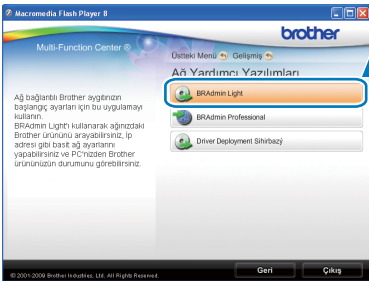 Macromedia Flash Player 8
brother
Multi-Function Center ®
Üstteki Menü Gelişmiş
Ağ Yardımcı Yazılımları
Ağ bağlantılı Brother aygıtınızın
başlangıç ayarları için bu uygulamayı
kullanın.
BRAdmin Light'ı kullanarak ağınızdaki
Brother ürününü arayabilirsiniz, ip
adresi gibi basit ağ ayarlarını
yapabilirsiniz ve PC'nizden Brother
ürününüzün durumunu görebilirsiniz.
BRAdmin Light
BRAdmin Professional
Driver Deployment Sihirbazý
© 2001-2008 Brother Industries, Ltd. All Rights Reserved.
Geri
Çıkış